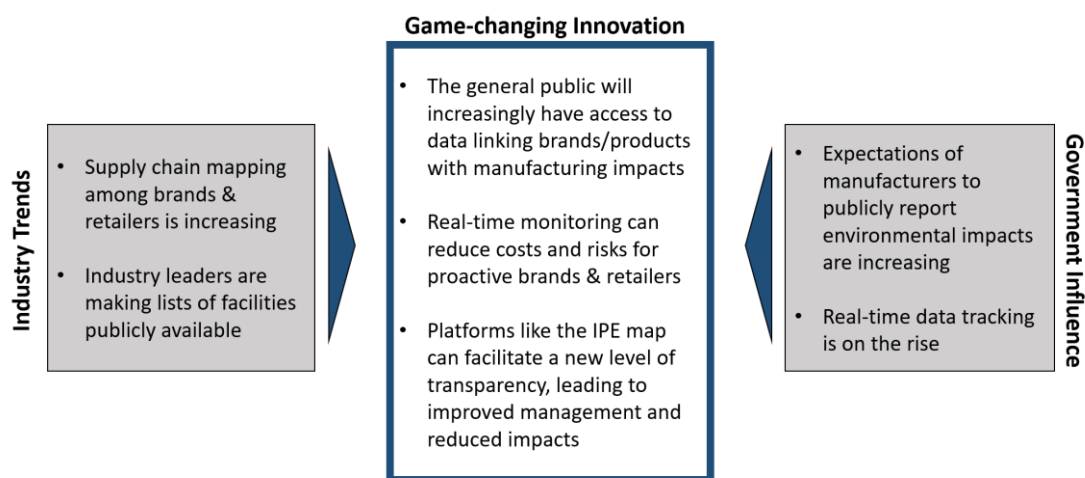 Game-changing Innovation
Industry Trends
• Supply chain mapping
among brands &
retailers is increasing
• Industry leaders are
making lists of facilities
publicly available
• The general public will
increasingly have access to
data linking brands/products
with manufacturing impacts
• Real-time monitoring can
reduce costs and risks for
proactive brands & retailers
• Platforms like the IPE map
can facilitate a new level of
transparency, leading to
improved management and
reduced impacts
• Expectations of
manufacturers to
publicly report
environmental impacts
are increasing
• Real-time data tracking
is on the rise
Government Influence